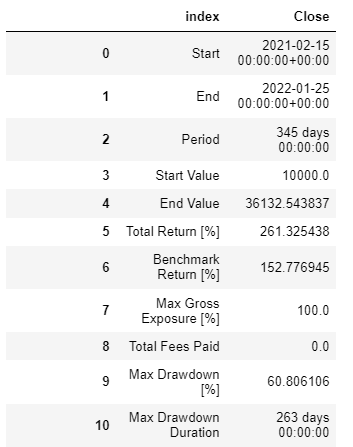 index Close
0 Start 2021-02-15 00:00:00+00:00
1 End 2022-01-25 00:00:00+00:00
2 Period 345 days 00:00:00
3 Start Value 10000.0
4 End Value 36132.543837
5 Total Return [%] 261.325438
6 Benchmark Return [%] 152.776945
7 Max Gross Exposure [%] 100.0
8 Total Fees Paid 0.0
9 Max Drawdown [%] 60.806106
10 Max Drawdown Duration 263 days 00:00:00